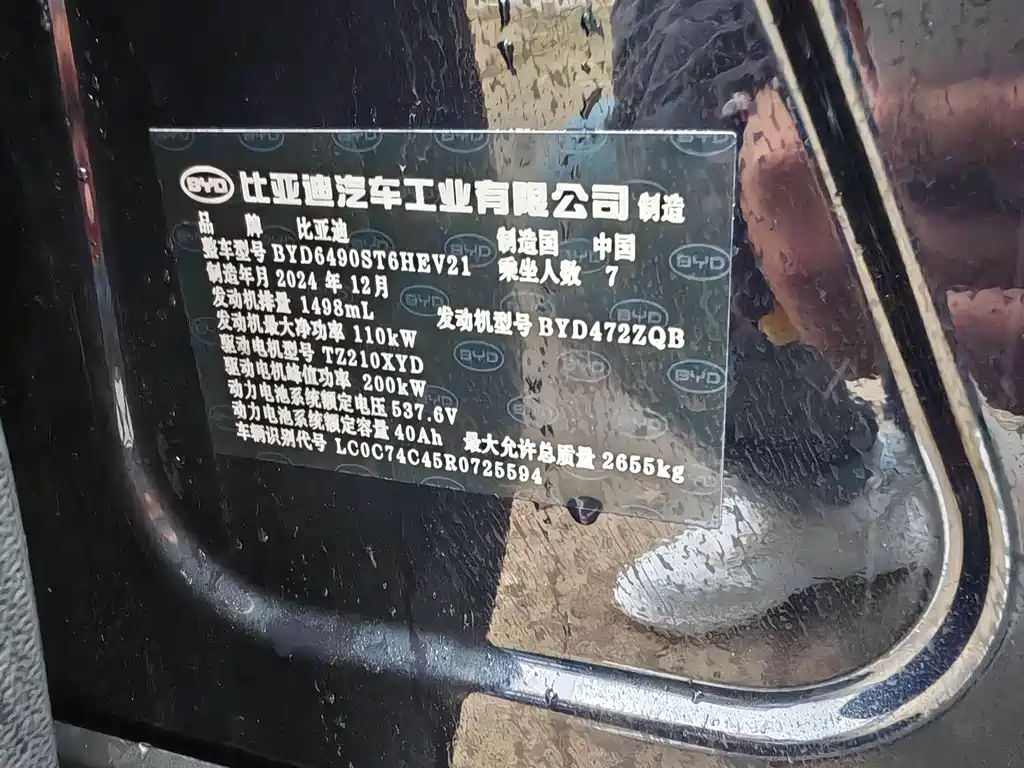 BYD 比亚迪汽车工业有限公司 制造
品 牌 比亚迪 制造国 中国
整车型号 BYD6490ST6HEV21 乘坐人数 7
制造年月 2024 年 12月
发动机排量 1498mL 发动机型号 BYD472ZQB
发动机最大净功率 110kW
驱动电机型号 TZ210XYD
驱动电机峰值功率 200kW
动力电池系统额定电压 537.6V
动力电池系统额定容量 40Ah 最大允许总质量 2655kg
车辆识别代号 LC0C74C45R0725594